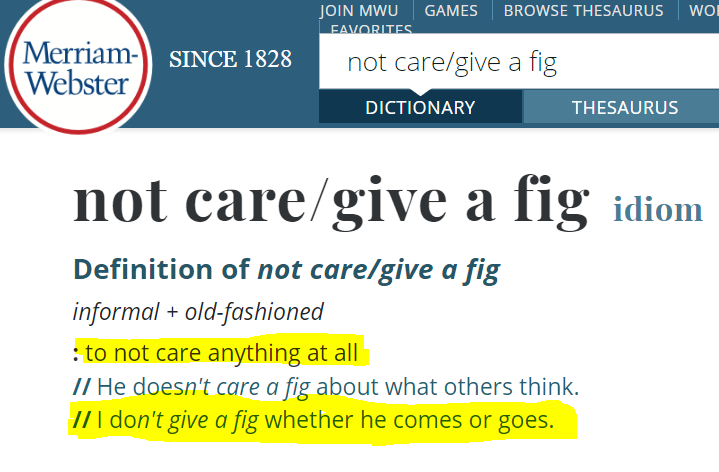 JOIN MWU GAMES BROWSE THESAURUS
FAVORITES
Merriam-
Webster
SINCE 1828
not care/give a fig
DICTIONARY THESAURUS
not care/give a fig idiom
Definition of not care/give a fig
informal + old-fashioned
: to not care anything at all
// He doesn't care a fig about what others think.
// I don't give a fig whether he comes or goes.